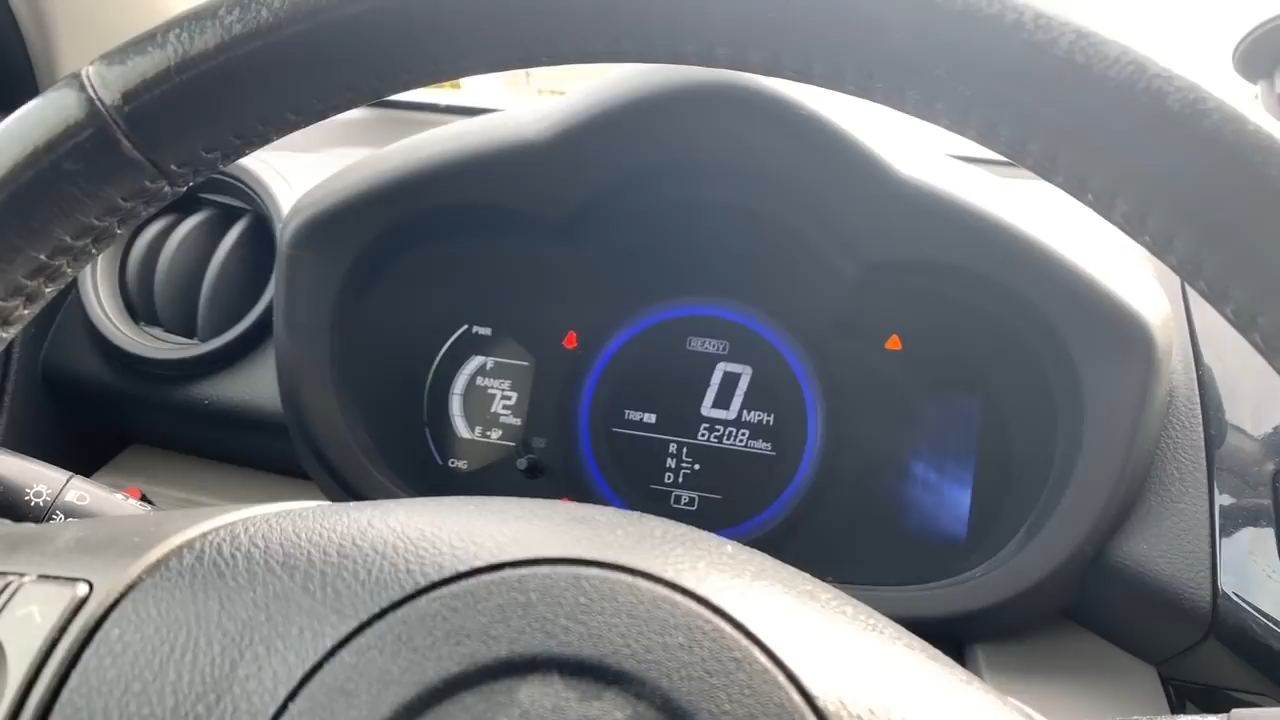 PWR
F
RANGE
72
miles
E
CHG
READY
0 MPH
TRIP A
620.8 miles
R
N
D
P